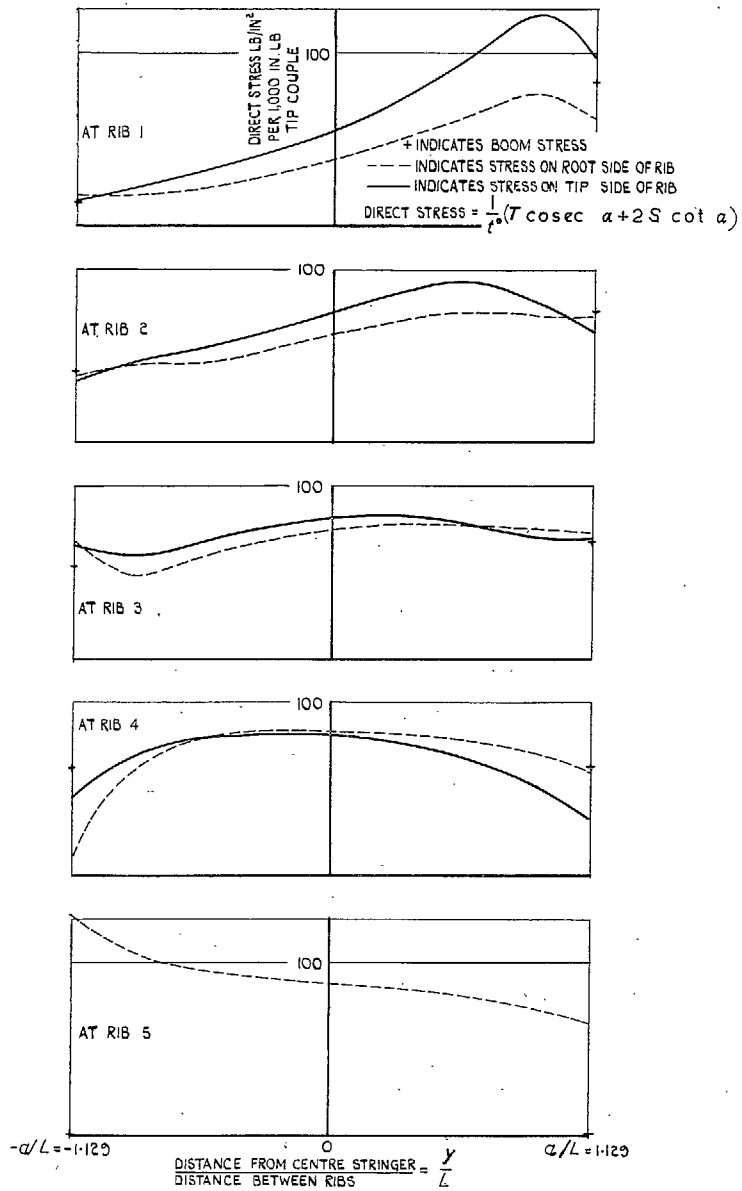 100
DIRECT STRESS LB/IN²
PER 1,000 IN. LB
TIP COUPLE
AT RIB 1
+ INDICATES BOOM STRESS
INDICATES STRESS ON ROOT SIDE OF RIB
INDICATES STRESS ON TIP SIDE OF RIB
DIRECT STRESS = 1/t° (T cosec a + 2 S cot a)
100
AT RIB 2
100
AT RIB 3
100
AT RIB 4
100
AT RIB 5
-a/L = -1.129
0
a/L = 1.129
DISTANCE FROM CENTRE STRINGER
DISTANCE BETWEEN RIBS
= y/L